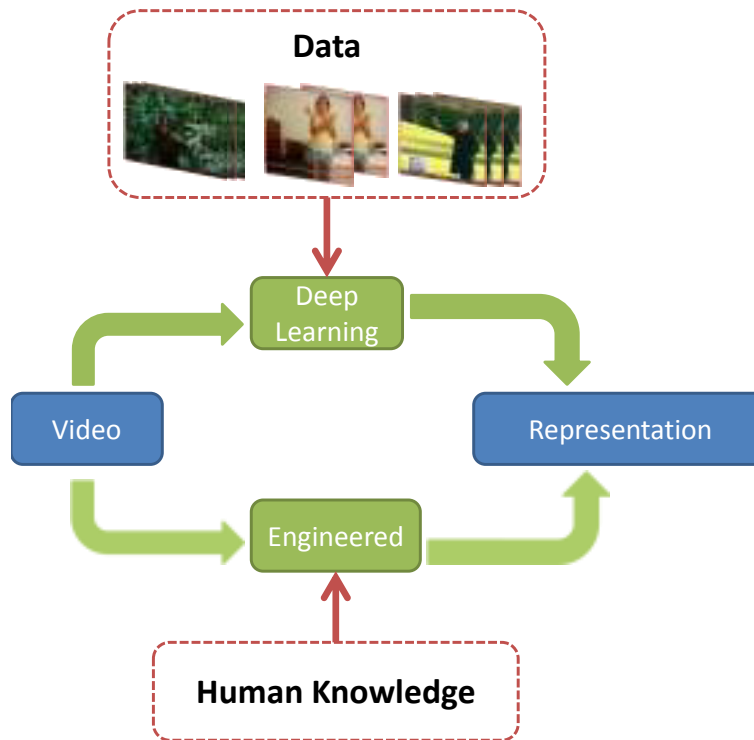 Data
Deep
Learning
Video
Representation
Engineered
Human Knowledge